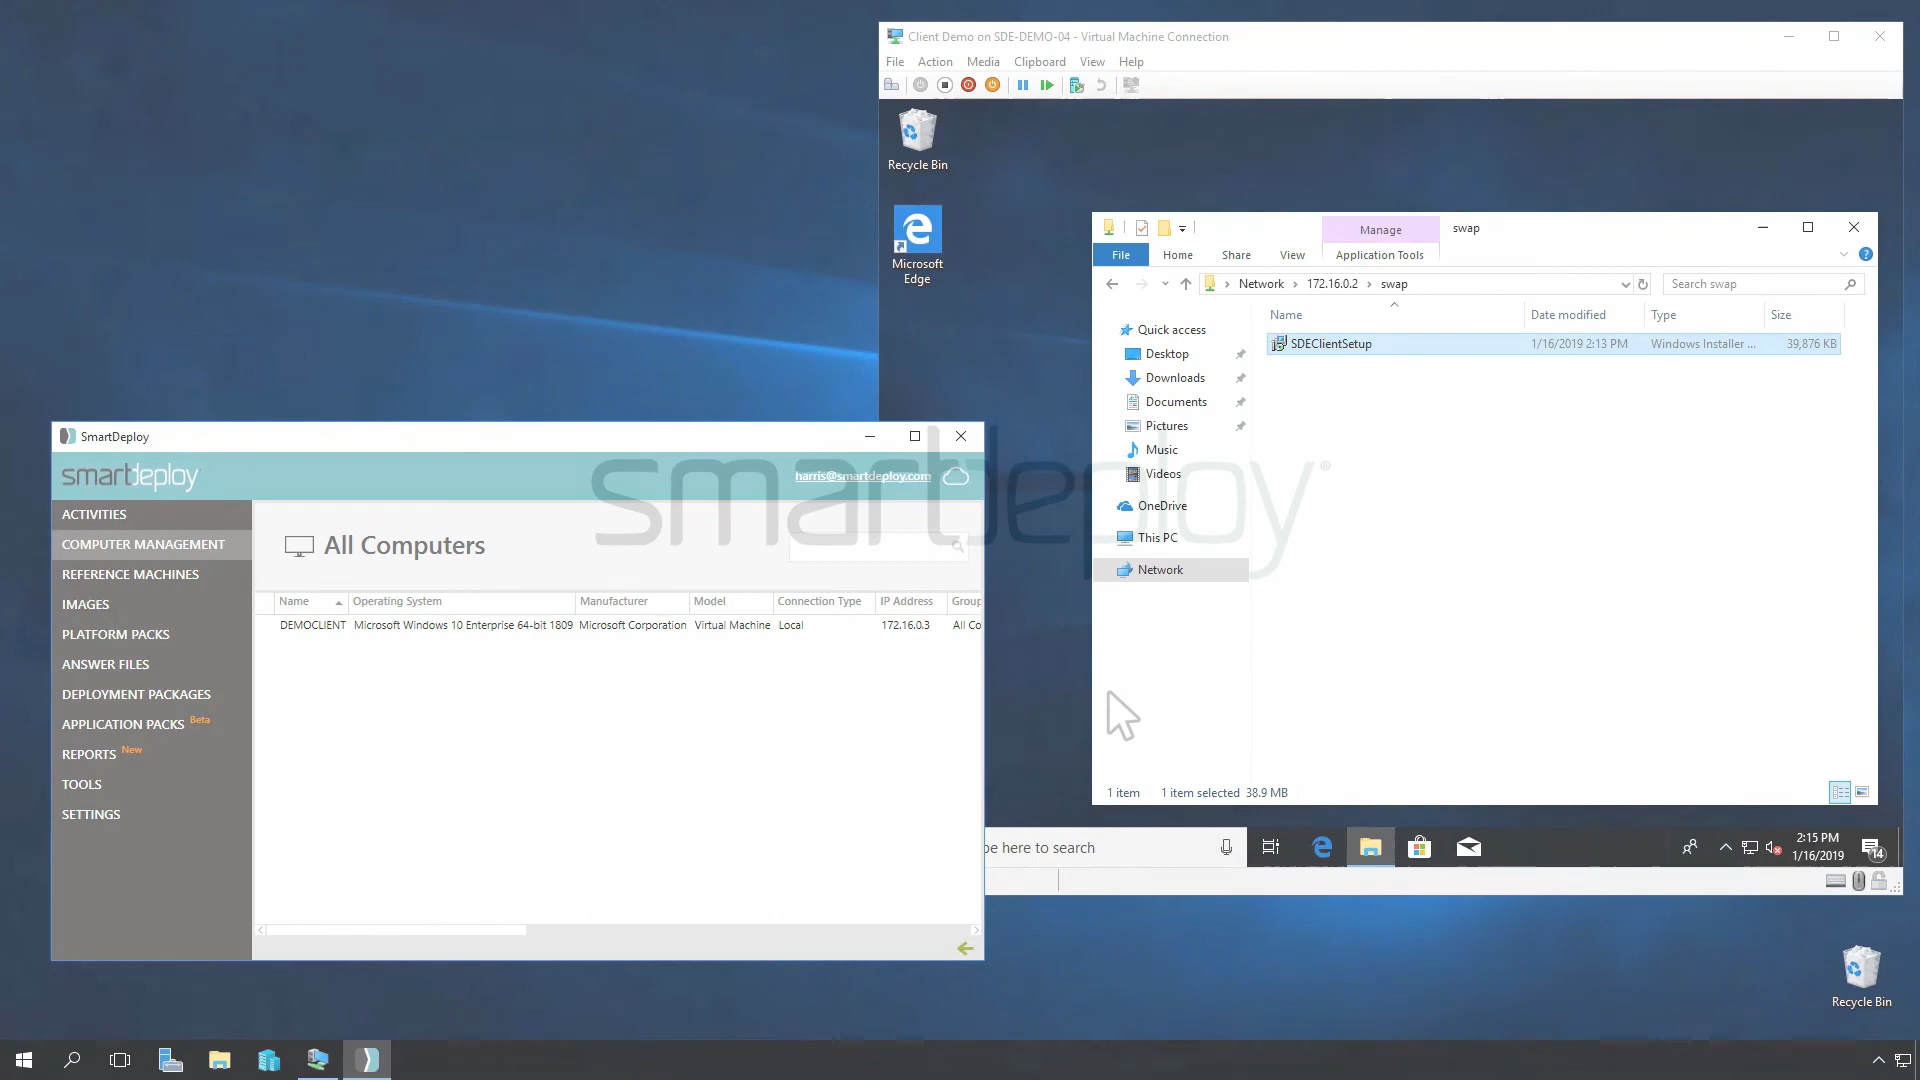 Client Demo on SDE-DEMO-04 - Virtual Machine Connection
File Action Media Clipboard View Help
Recycle Bin
Microsoft
Edge
Manage
swap
File Home Share View Application Tools
Network 172.16.0.2 swap
Search swap
Name Date modified Type Size
SDEClientSetup 1/16/2019 2:13 PM Windows Installer ... 39,876 KB
Quick access
Desktop
Downloads
Documents
Pictures
Music
Videos
OneDrive
This PC
Network
1 item 1 item selected 38.9 MB
SmartDeploy
smartdeploy
harris@smartdeploy.com
smartdeploy®
ACTIVITIES
COMPUTER MANAGEMENT
REFERENCE MACHINES
IMAGES
PLATFORM PACKS
ANSWER FILES
DEPLOYMENT PACKAGES
APPLICATION PACKS Beta
REPORTS New
TOOLS
SETTINGS
All Computers
Name Operating System Manufacturer Model Connection Type IP Address Group
DEMOCLIENT Microsoft Windows 10 Enterprise 64-bit 1809 Microsoft Corporation Virtual Machine Local 172.16.0.3 All Co
pe here to search
2:15 PM
1/16/2019
14
Recycle Bin